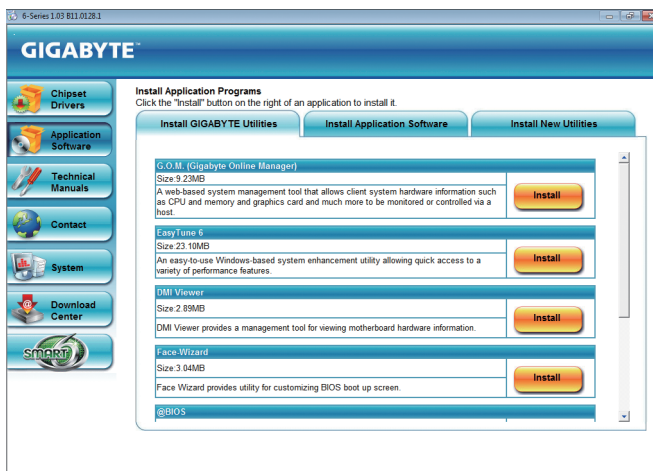 6-Series 1.03 B11.0128.1
GIGABYTE™
Chipset
Drivers
Application
Software
Technical
Manuals
Contact
System
Download
Center
SMART 6
Install Application Programs
Click the "Install" button on the right of an application to install it.
Install GIGABYTE Utilities
Install Application Software
Install New Utilities
G.O.M. (Gigabyte Online Manager)
Size:9.23MB
A web-based system management tool that allows client system hardware information such
as CPU and memory and graphics card and much more to be monitored or controlled via a
host.
Install
EasyTune 6
Size:23.10MB
An easy-to-use Windows-based system enhancement utility allowing quick access to a
variety of performance features.
Install
DMI Viewer
Size:2.89MB
DMI Viewer provides a management tool for viewing motherboard hardware information.
Install
Face-Wizard
Size:3.04MB
Face Wizard provides utility for customizing BIOS boot up screen.
Install
@BIOS